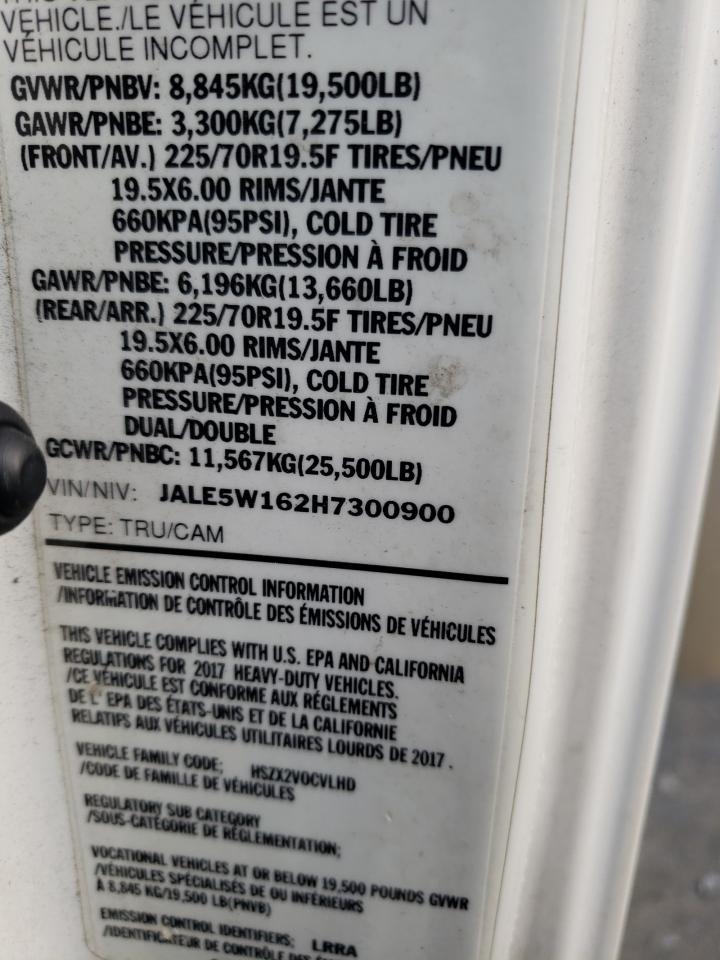 THIS
VEHICLE./LE VÉHICULE EST UN
VÉHICULE INCOMPLET.
GVWR/PNBV: 8,845KG(19,500LB)
GAWR/PNBE: 3,300KG(7,275LB)
(FRONT/AV.) 225/70R19.5F TIRES/PNEU
19.5X6.00 RIMS/JANTE
660KPA(95PSI), COLD TIRE
PRESSURE/PRESSION À FROID
GAWR/PNBE: 6,196KG(13,660LB)
(REAR/ARR.) 225/70R19.5F TIRES/PNEU
19.5X6.00 RIMS/JANTE
660KPA(95PSI), COLD TIRE
PRESSURE/PRESSION À FROID
DUAL/DOUBLE
GCWR/PNBC: 11,567KG(25,500LB)
VIN/NIV: JALE5W162H7300900
TYPE: TRU/CAM
VEHICLE EMISSION CONTROL INFORMATION
/INFORMATION DE CONTRÔLE DES ÉMISSIONS DE VÉHICULES
THIS VEHICLE COMPLIES WITH U.S. EPA AND CALIFORNIA
REGULATIONS FOR 2017 HEAVY-DUTY VEHICLES.
/CE VÉHICULE EST CONFORME AUX RÉGLEMENTS
DE L' EPA DES ÉTATS-UNIS ET DE LA CALIFORNIE
RELATIFS AUX VÉHICULES UTILITAIRES LOURDS DE 2017.
VEHICLE FAMILY CODE; HSZX2VOCVLHD
/CODE DE FAMILLE DE VÉHICULES
REGULATORY SUB CATEGORY
/SOUS-CATÉGORIE DE RÉGLEMENTATION;
VOCATIONAL VEHICLES AT OR BELOW 19,500 POUNDS GVWR
/VÉHICULES SPÉCIALISÉS DE OU INFÉRIEURS
À 8,845 KG/19,500 LB(PNVB)
EMISSION CONTROL IDENTIFIERS; LRRA
/IDENTIFICATEUR DE CONTRÔLE DES